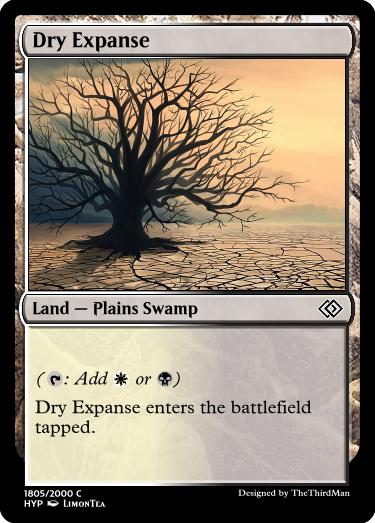 Dry Expanse
Land — Plains Swamp
( : Add or )
Dry Expanse enters the battlefield
tapped.
1805/2000 C
HYP LimonTea
Designed by TheThirdMan